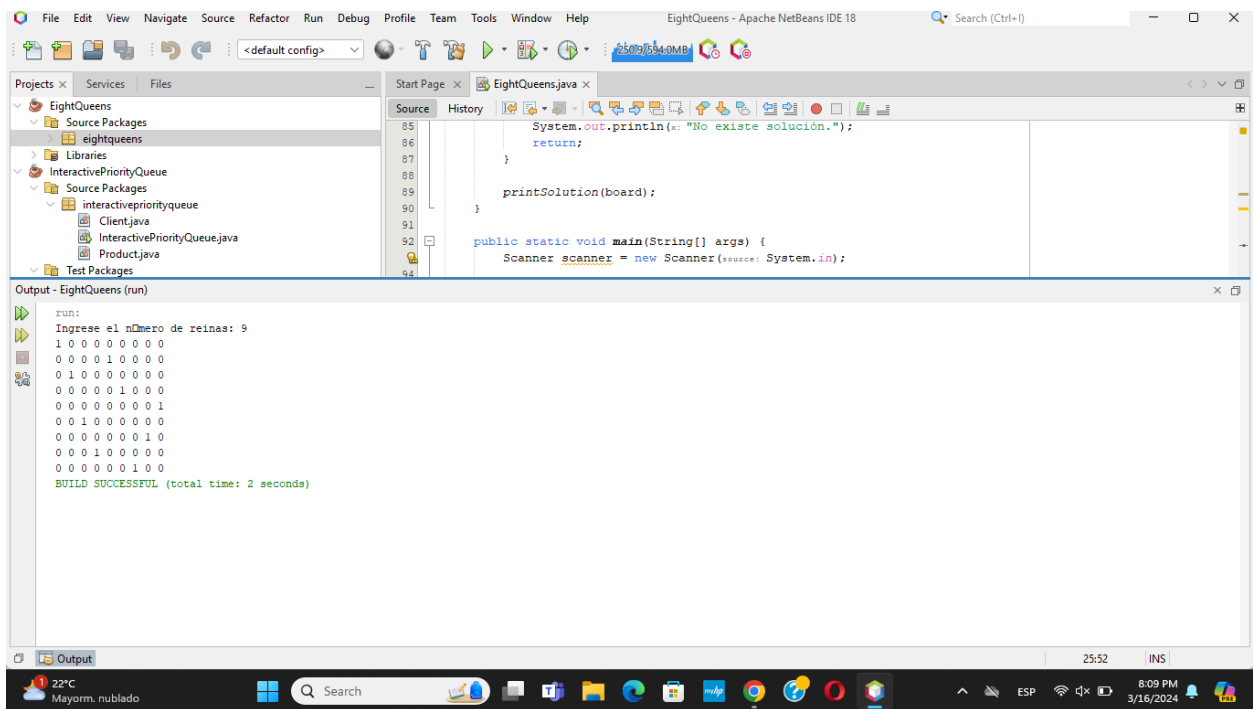 File Edit View Navigate Source Refactor Run Debug Profile Team Tools Window Help EightQueens - Apache NetBeans IDE 18 Search (Ctrl+I)
<default config> 250.9/594.0MB
Projects Services Files
Start Page EightQueens.java
EightQueens
Source Packages
eightqueens
Libraries
InteractivePriorityQueue
Source Packages
interactivepriorityqueue
Client.java
InteractivePriorityQueue.java
Product.java
Test Packages
Source History
85 System.out.println(x: "No existe solución.");
86 return;
87 }
88
89 printSolution(board);
90 }
91
92 public static void main(String[] args) {
Scanner scanner = new Scanner(source: System.in);
94
Output - EightQueens (run)
run:
Ingrese el n□mero de reinas: 9
1 0 0 0 0 0 0 0 0
0 0 0 0 1 0 0 0 0
0 1 0 0 0 0 0 0 0
0 0 0 0 0 1 0 0 0
0 0 0 0 0 0 0 0 1
0 0 1 0 0 0 0 0 0
0 0 0 0 0 0 0 1 0
0 0 0 1 0 0 0 0 0
0 0 0 0 0 0 1 0 0
BUILD SUCCESSFUL (total time: 2 seconds)
Output
25:52 INS
1
22°C
Mayorm. nublado
Search
myhp
ESP
8:09 PM
3/16/2024
PRE